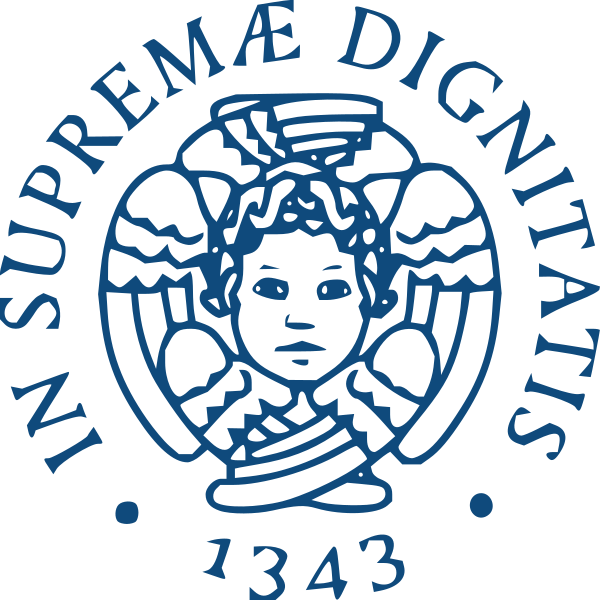 IN SUPREMÆ DIGNITATIS
1343